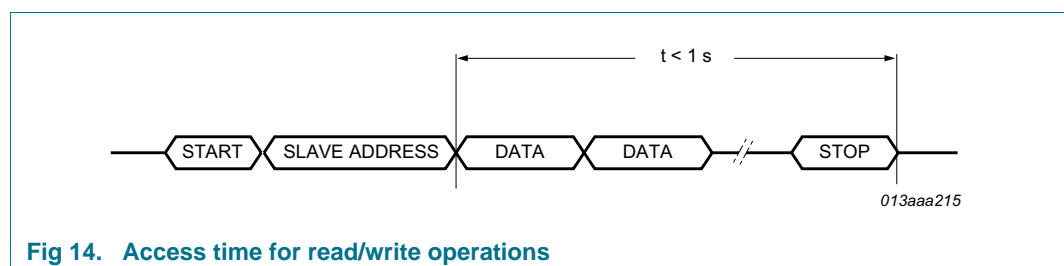 t < 1 s
START SLAVE ADDRESS DATA DATA STOP
013aaa215
Fig 14. Access time for read/write operations